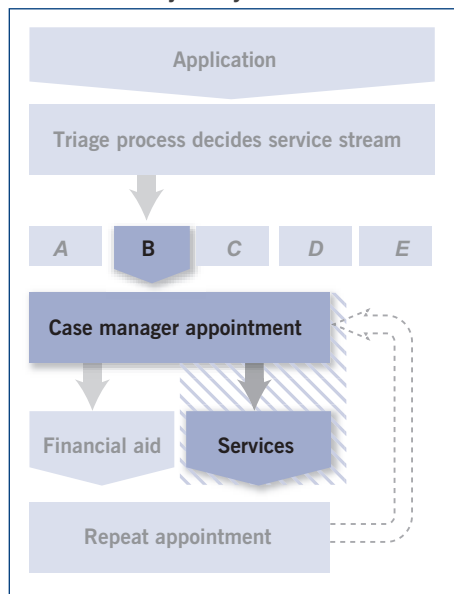 Application
Triage process decides service stream
A B C D E
Case manager appointment
Financial aid Services
Repeat appointment